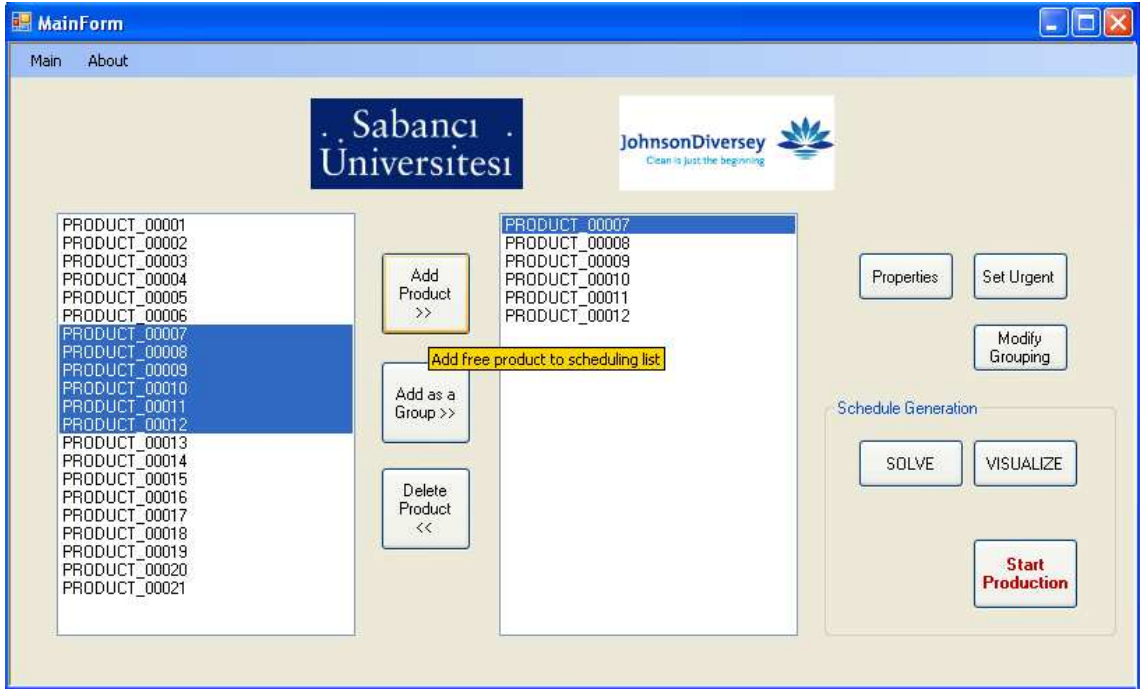 MainForm
Main About
. Sabancı .
. . Üniversitesi
JohnsonDiversey
Clean is just the beginning
PRODUCT_00001
PRODUCT_00002
PRODUCT_00003
PRODUCT_00004
PRODUCT_00005
PRODUCT_00006
PRODUCT_00007
PRODUCT_00008
PRODUCT_00009
PRODUCT_00010
PRODUCT_00011
PRODUCT_00012
PRODUCT_00013
PRODUCT_00014
PRODUCT_00015
PRODUCT_00016
PRODUCT_00017
PRODUCT_00018
PRODUCT_00019
PRODUCT_00020
PRODUCT_00021
Add
Product
>>
Add free product to scheduling list
Add as a
Group >>
Delete
Product
<<
PRODUCT_00007
PRODUCT_00008
PRODUCT_00009
PRODUCT_00010
PRODUCT_00011
PRODUCT_00012
Properties
Set Urgent
Modify
Grouping
Schedule Generation
SOLVE
VISUALIZE
Start
Production